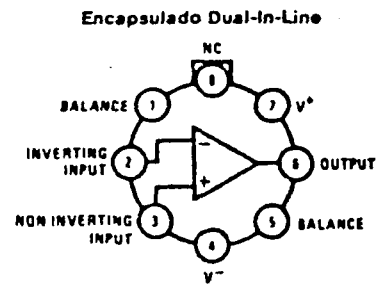 Encapsulado Dual-In-Line
NC
8
BALANCE 1
7 V+
INVERTING
INPUT
2
−
6 OUTPUT
+
NON INVERTING
INPUT
3
5 BALANCE
4
V−